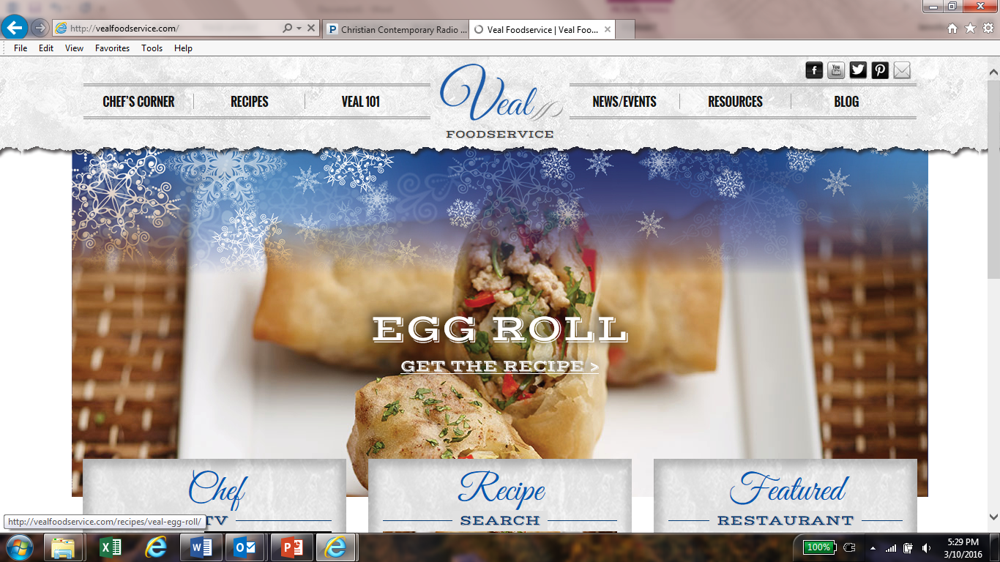 http://vealfoodservice.com/
Christian Contemporary Radio ...
Veal Foodservice | Veal Foo...
File Edit View Favorites Tools Help
CHEF'S CORNER RECIPES VEAL 101
Veal
FOODSERVICE
NEWS/EVENTS RESOURCES BLOG
EGG ROLL
GET THE RECIPE >
Chef
TV
Recipe
SEARCH
Featured
RESTAURANT
http://vealfoodservice.com/recipes/veal-egg-roll/
100%
5:29 PM
3/10/2016